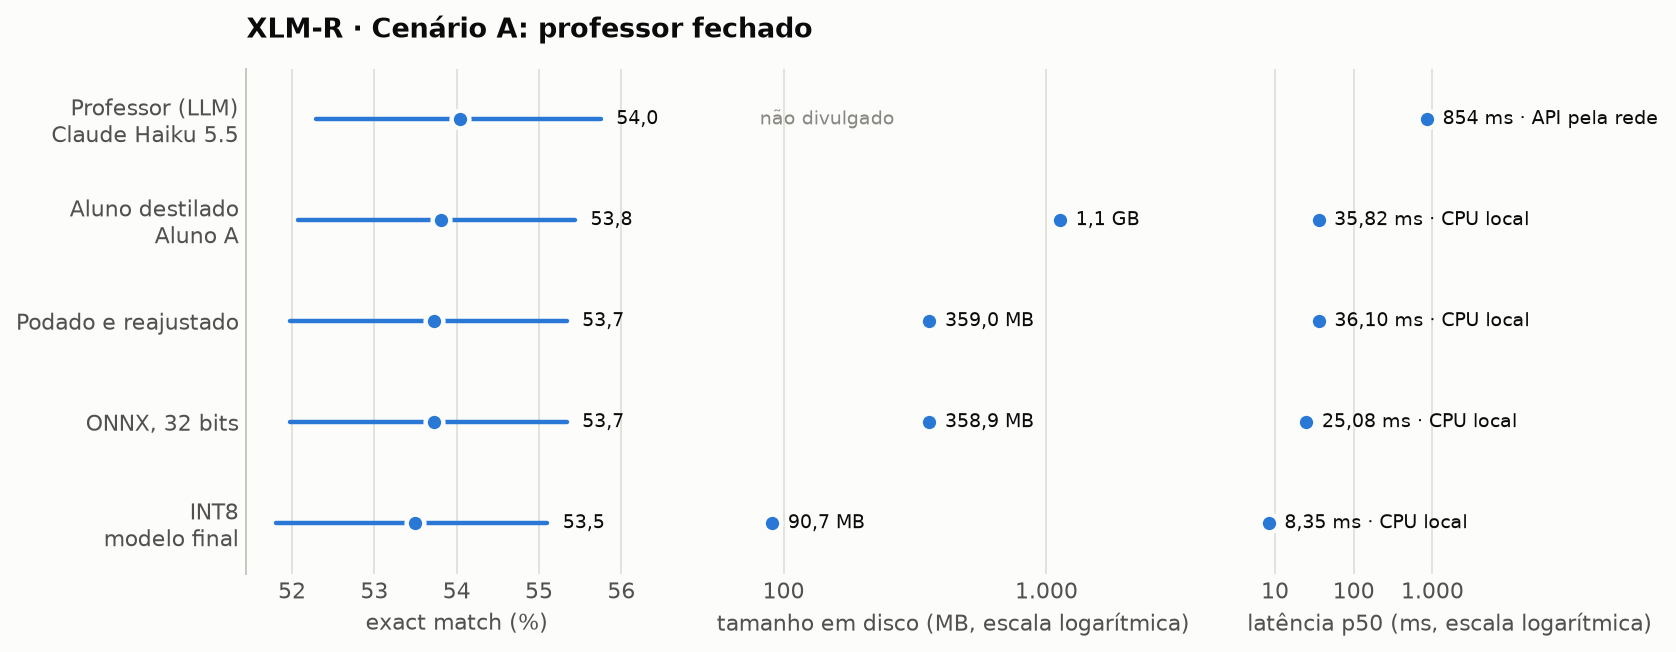 XLM-R · Cenário A: professor fechado
Professor (LLM)
Claude Haiku 5.5
54,0
não divulgado
854 ms · API pela rede
Aluno destilado
Aluno A
53,8
1,1 GB
35,82 ms · CPU local
Podado e reajustado
53,7
359,0 MB
36,10 ms · CPU local
ONNX, 32 bits
53,7
358,9 MB
25,08 ms · CPU local
INT8
modelo final
53,5
90,7 MB
8,35 ms · CPU local
52 53 54 55 56
100 1.000
10 100 1.000
exact match (%)
tamanho em disco (MB, escala logarítmica)
latência p50 (ms, escala logarítmica)